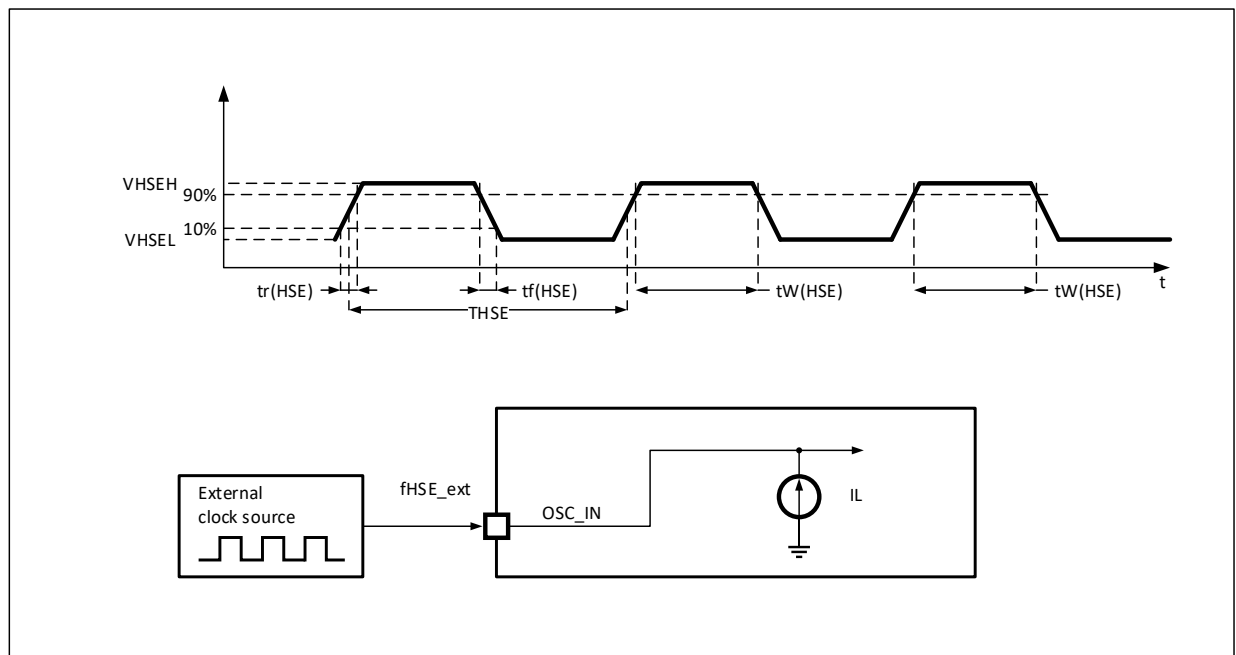 VHSEH
90%
10%
VHSEL
tr(HSE)
tf(HSE)
tW(HSE)
tW(HSE)
t
THSE
External
clock source
fHSE_ext
OSC_IN
IL